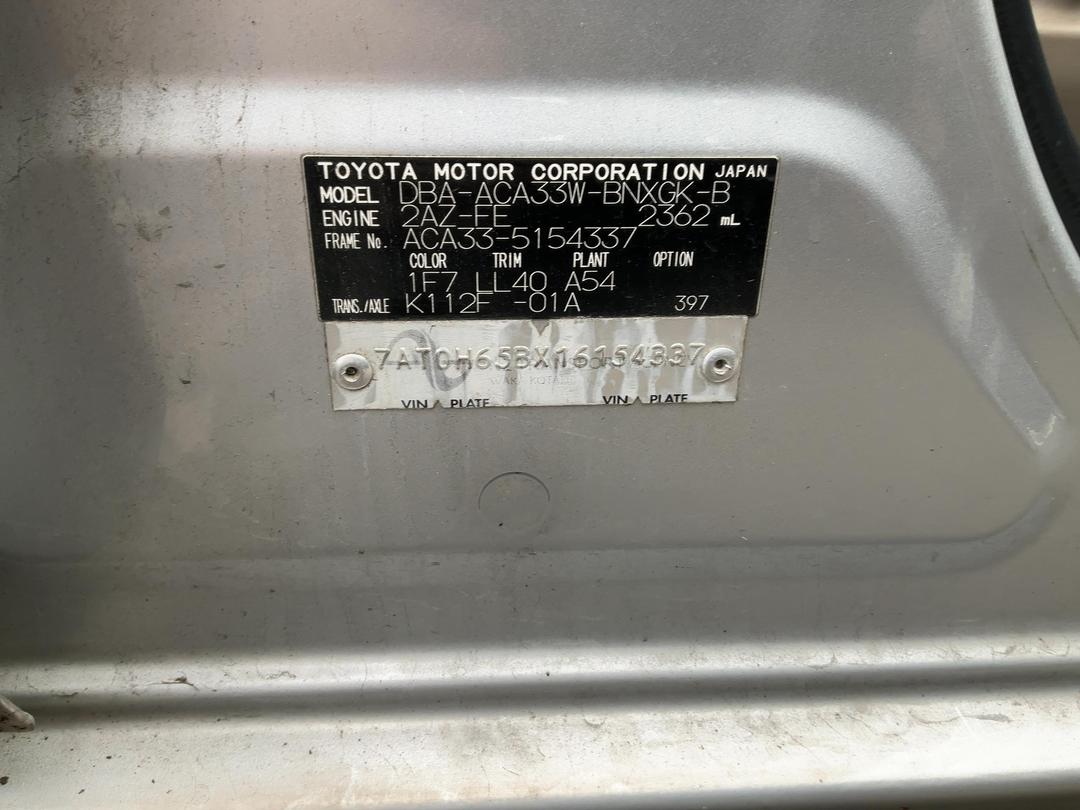 TOYOTA MOTOR CORPORATION JAPAN
MODEL DBA-ACA33W-BNXGK-B
ENGINE 2AZ-FE 2362 mL
FRAME No. ACA33-5154337
COLOR TRIM PLANT OPTION
1F7 LL40 A54
TRANS./AXLE K112F -01A 397
7AT0H65BX16154337
VIN PLATE VIN PLATE